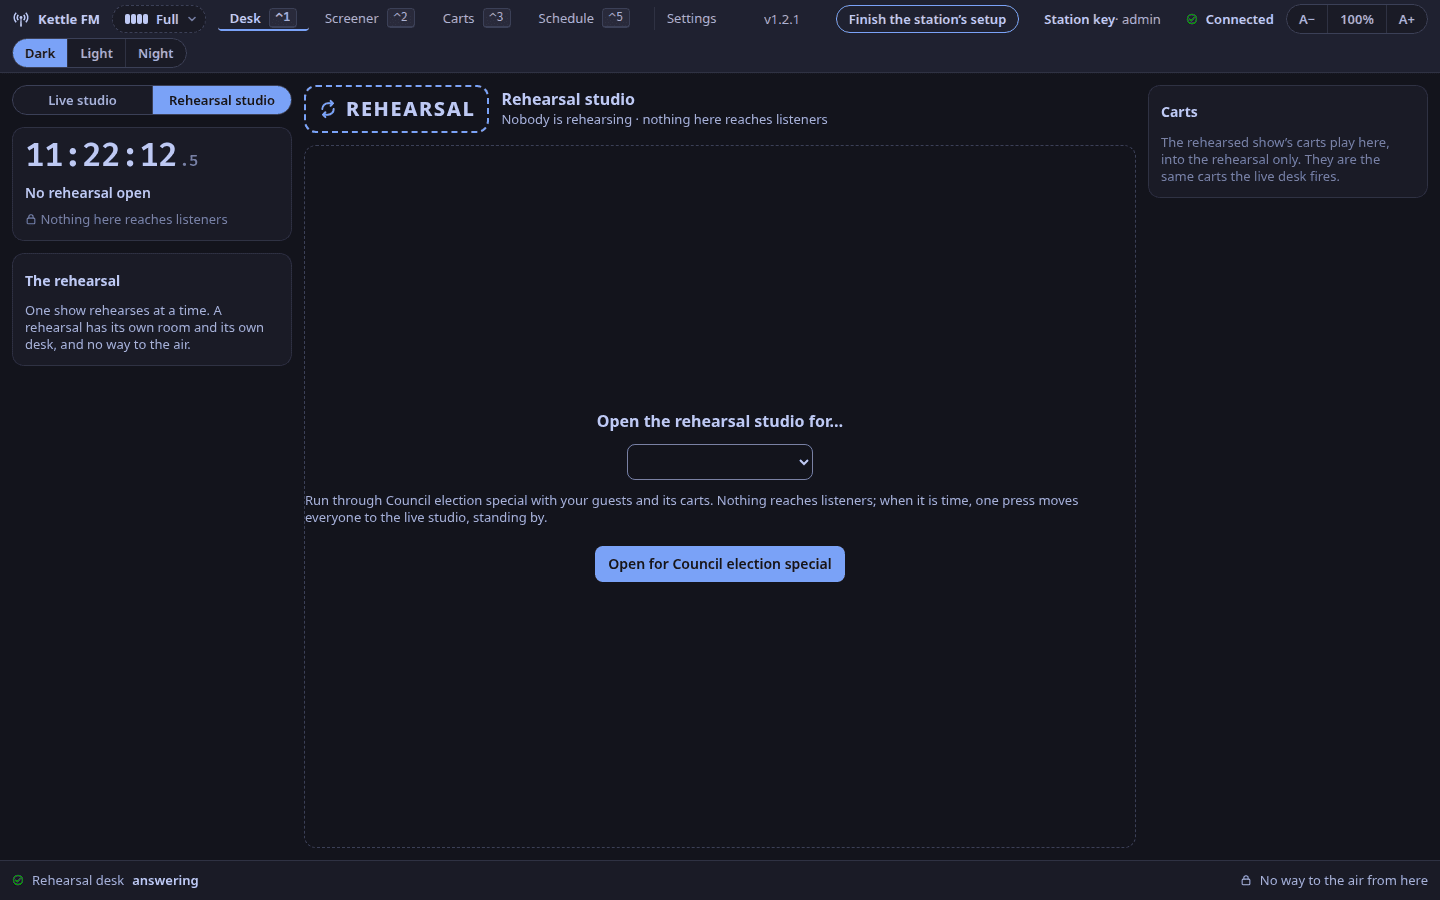 Kettle FM
Full
Desk ^1
Screener ^2
Carts ^3
Schedule ^5
Settings
v1.2.1
Finish the station's setup
Station key · admin
Connected
A−
100%
A+
Dark
Light
Night
Live studio
Rehearsal studio
11:22:12.5
No rehearsal open
Nothing here reaches listeners
The rehearsal
One show rehearses at a time. A
rehearsal has its own room and its own
desk, and no way to the air.
REHEARSAL
Rehearsal studio
Nobody is rehearsing · nothing here reaches listeners
Open the rehearsal studio for...
Run through Council election special with your guests and its carts. Nothing reaches listeners; when it is time, one press moves
everyone to the live studio, standing by.
Open for Council election special
Carts
The rehearsed show's carts play here,
into the rehearsal only. They are the
same carts the live desk fires.
Rehearsal desk answering
No way to the air from here